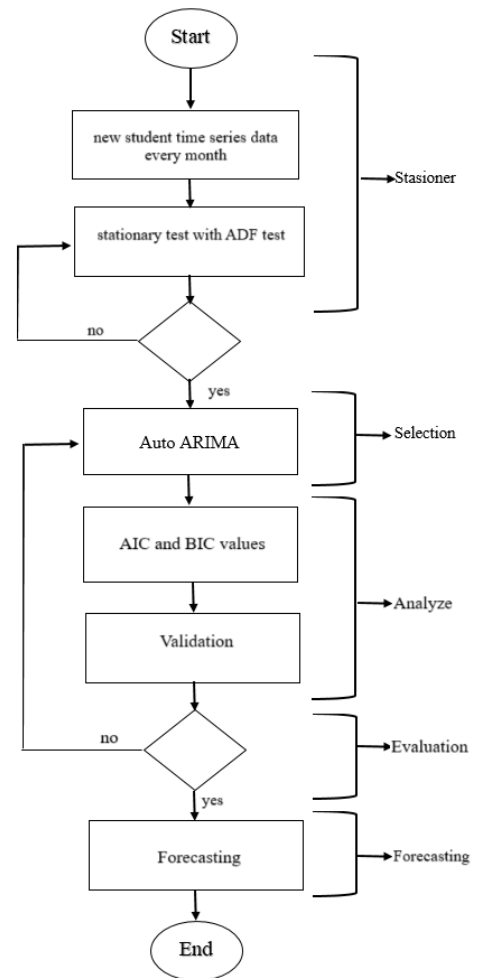 Start
new student time series data
every month
Stasioner
stationary test with ADF test
no
yes
Auto ARIMA
Selection
AIC and BIC values
Analyze
Validation
no
Evaluation
yes
Forecasting
Forecasting
End